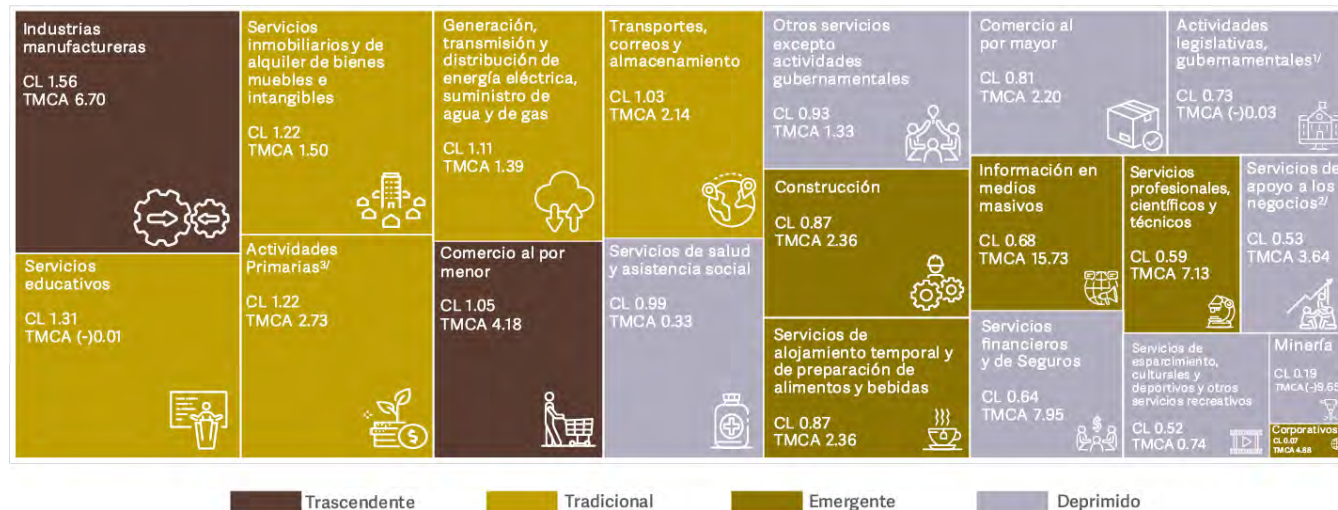 Industrias
manufactureras
CL 1.56
TMCA 6.70
Servicios
inmobiliarios y de
alquiler de bienes
muebles e
intangibles
CL 1.22
TMCA 1.50
Generación,
transmisión y
distribución de
energía eléctrica,
suministro de
agua y de gas
CL 1.11
TMCA 1.39
Transportes,
correos y
almacenamiento
CL 1.03
TMCA 2.14
Otros servicios
excepto
actividades
gubernamentales
CL 0.93
TMCA 1.33
Comercio al
por mayor
CL 0.81
TMCA 2.20
Actividades
legislativas,
gubernamentales1/
CL 0.73
TMCA (-)0.03
Servicios
educativos
CL 1.31
TMCA (-)0.01
Actividades
Primarias3/
CL 1.22
TMCA 2.73
Comercio al por
menor
CL 1.05
TMCA 4.18
Servicios de salud
y asistencia social
CL 0.99
TMCA 0.33
Construcción
CL 0.87
TMCA 2.36
Información en
medios
masivos
CL 0.68
TMCA 15.73
Servicios
profesionales,
científicos y
técnicos
CL 0.59
TMCA 7.13
Servicios de
apoyo a los
negocios2/
CL 0.53
TMCA 3.64
Servicios de
alojamiento temporal y
de preparación de
alimentos y bebidas
CL 0.87
TMCA 2.36
Servicios
financieros
y de Seguros
CL 0.64
TMCA 7.95
Servicios de
esparcimiento,
culturales y
deportivos y otros
servicios recreativos
CL 0.52
TMCA 0.74
Minería
CL 0.19
TMCA (-)9.65
Corporativos
CL 0.07
TMCA 4.88
Trascendente
Tradicional
Emergente
Deprimido